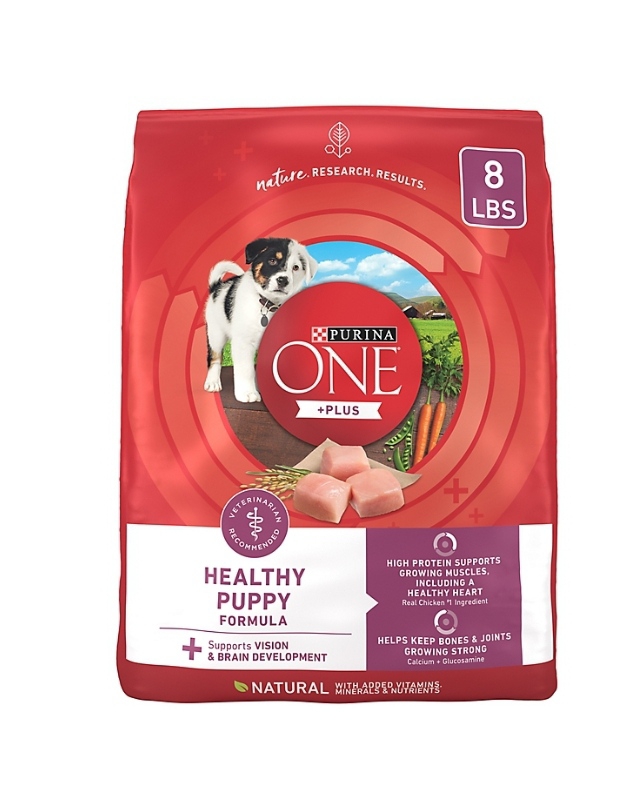 nature. RESEARCH. RESULTS.
8
LBS
PURINA
ONE
+PLUS
VETERINARIAN
RECOMMENDED
HEALTHY
PUPPY
FORMULA
+ Supports VISION
& BRAIN DEVELOPMENT
HIGH PROTEIN SUPPORTS
GROWING MUSCLES,
INCLUDING A
HEALTHY HEART
Real Chicken #1 Ingredient
HELPS KEEP BONES & JOINTS
GROWING STRONG
Calcium + Glucosamine
NATURAL WITH ADDED VITAMINS,
MINERALS & NUTRIENTS